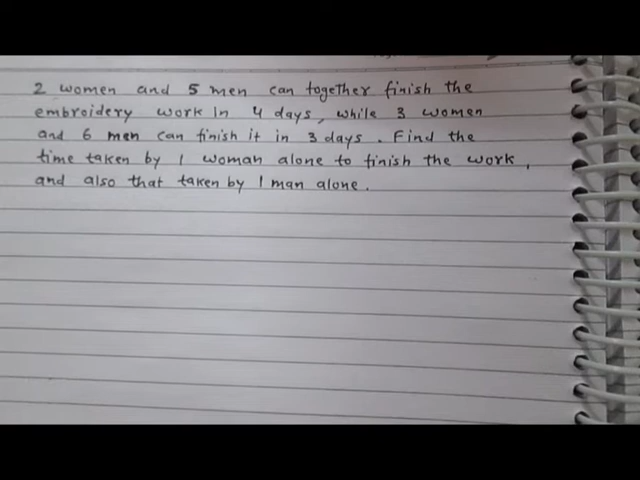 2 women and 5 men can together finish the
embroidery work in 4 days, while 3 women
and 6 men can finish it in 3 days. Find the
time taken by 1 woman alone to finish the work,
and also that taken by 1 man alone.